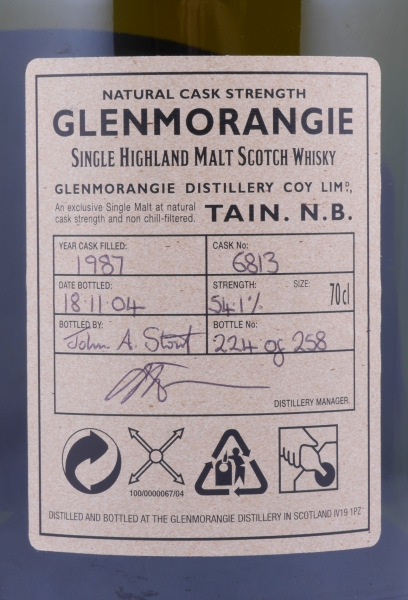 NATURAL CASK STRENGTH
GLENMORANGIE
SINGLE HIGHLAND MALT SCOTCH WHISKY
GLENMORANGIE DISTILLERY COY LIMD,
An exclusive Single Malt at natural
cask strength and non chill-filtered.
TAIN. N.B.
YEAR CASK FILLED:
1987
CASK No:
6813
DATE BOTTLED:
18.11.04
STRENGTH:
54.1%
SIZE:
70cl
BOTTLED BY:
John A. Stout
BOTTLE No:
224 of 258
DISTILLERY MANAGER.
100/0000067/04
DISTILLED AND BOTTLED AT THE GLENMORANGIE DISTILLERY IN SCOTLAND IV19 1PZ